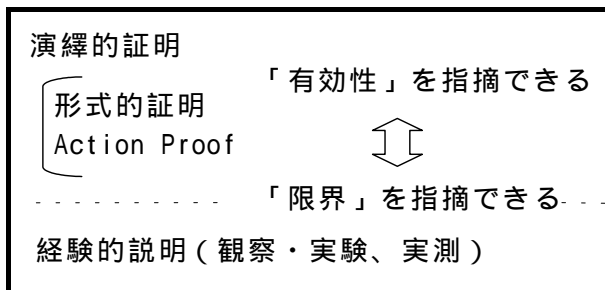 演繹的証明
「有効性」を指摘できる
形式的証明
Action Proof
「限界」を指摘できる
経験的説明(観察・実験、実測)